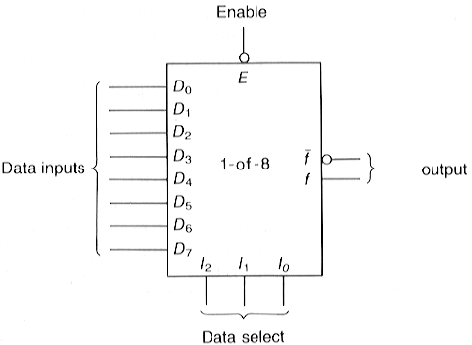 Enable
E
D0
D1
D2
D3
D4
D5
D6
D7
Data inputs
1-of-8
f̄
f
output
I2 I1 I0
Data select